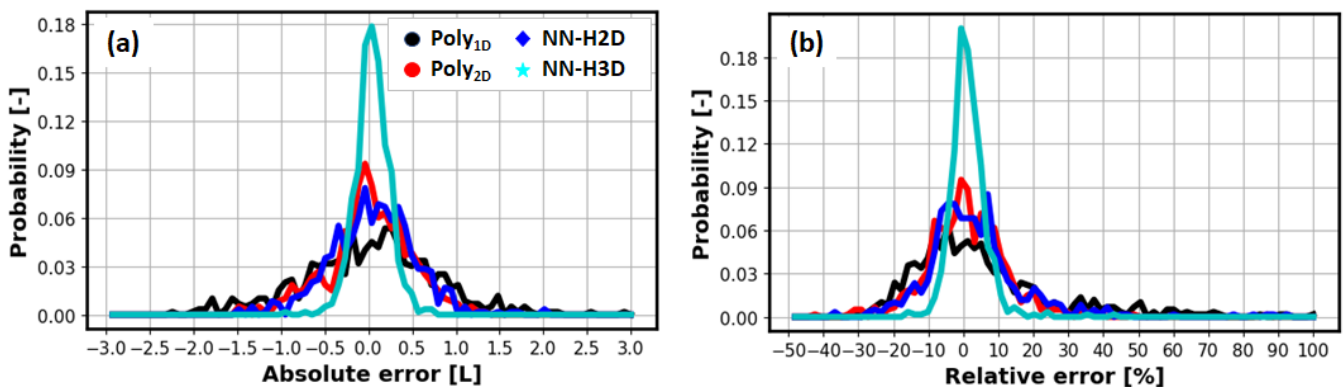 (a)
Poly1D
NN-H2D
Poly2D
NN-H3D
Probability [-]
0.18
0.15
0.12
0.09
0.06
0.03
0.00
−3.0 −2.5 −2.0 −1.5 −1.0 −0.5 0.0 0.5 1.0 1.5 2.0 2.5 3.0
Absolute error [L]
(b)
Probability [-]
0.18
0.15
0.12
0.09
0.06
0.03
0.00
−50 −40 −30 −20 −10 0 10 20 30 40 50 60 70 80 90 100
Relative error [%]